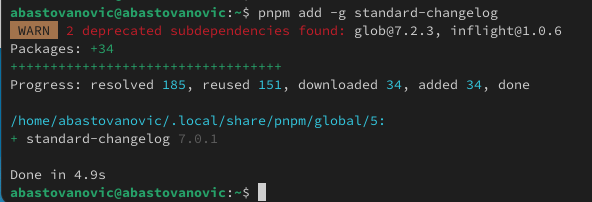 abastovanovic@abastovanovic:~$ pnpm add -g standard-changelog
WARN 2 deprecated subdependencies found: glob@7.2.3, inflight@1.0.6
Packages: +34
++++++++++++++++++++++++++++++++++
Progress: resolved 185, reused 151, downloaded 34, added 34, done
/home/abastovanovic/.local/share/pnpm/global/5:
+ standard-changelog 7.0.1
Done in 4.9s
abastovanovic@abastovanovic:~$